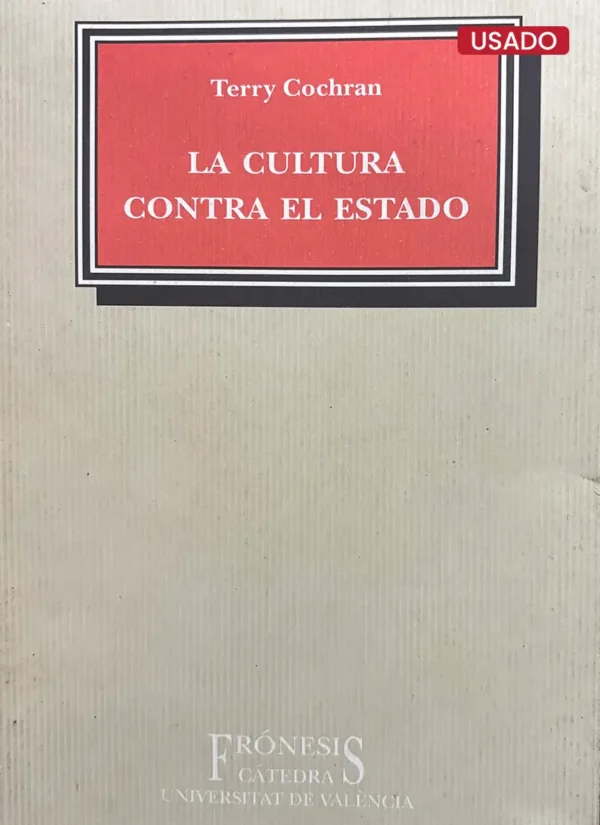 USADO
Terry Cochran
LA CULTURA
CONTRA EL ESTADO
FRÓNESIS
CÁTEDRA
UNIVERSITAT DE VALÈNCIA